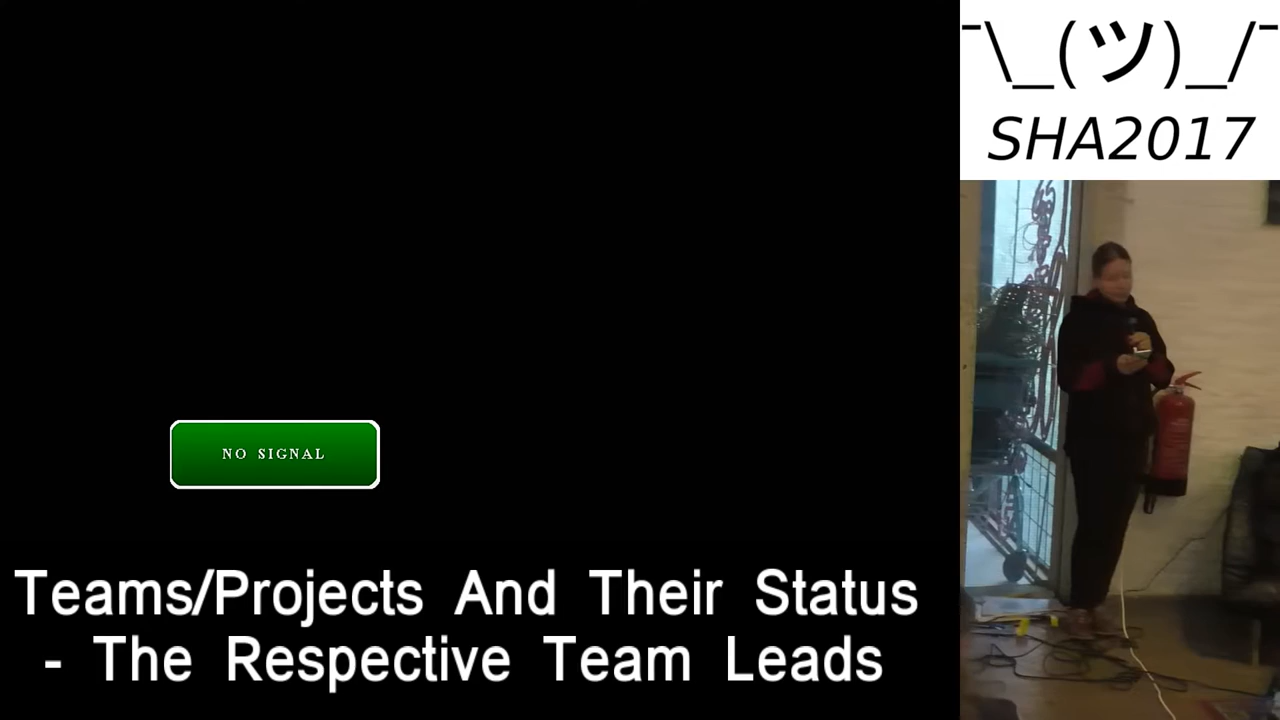 ¯\_(ツ)_/¯
SHA2017
NO SIGNAL
Teams/Projects And Their Status
- The Respective Team Leads